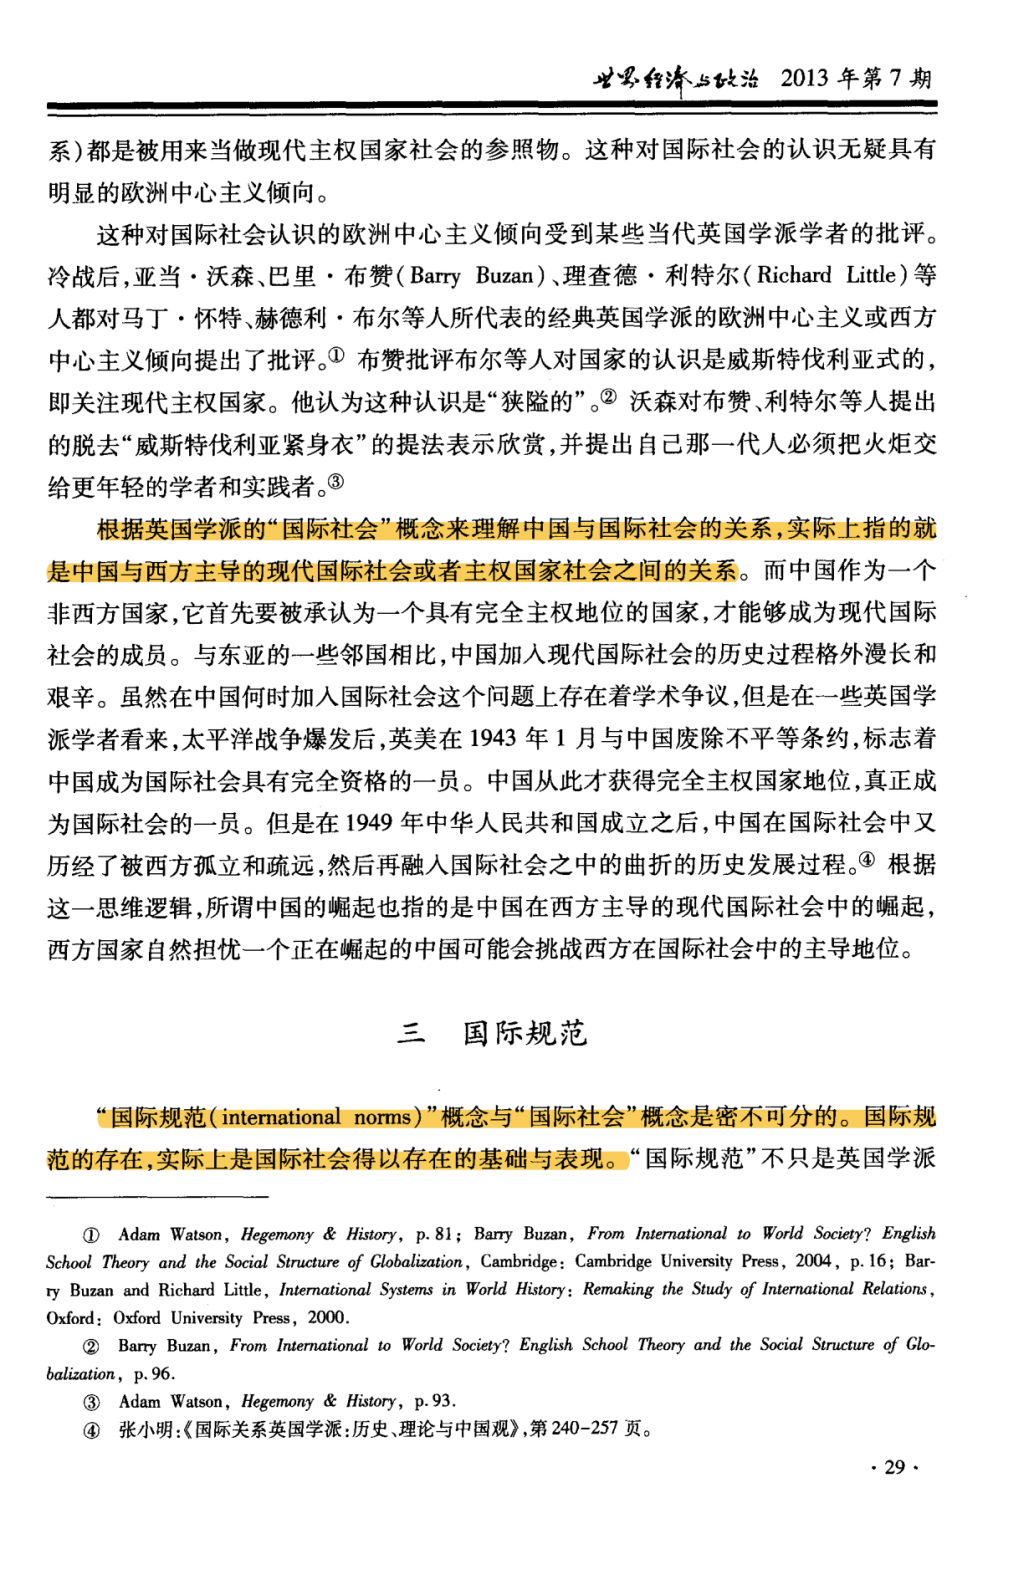 世界经济与政治 2013 年第 7 期
系)都是被用来当做现代主权国家社会的参照物。这种对国际社会的认识无疑具有
明显的欧洲中心主义倾向。
这种对国际社会认识的欧洲中心主义倾向受到某些当代英国学派学者的批评。
冷战后,亚当·沃森、巴里·布赞(Barry Buzan)、理查德·利特尔(Richard Little)等
人都对马丁·怀特、赫德利·布尔等人所代表的经典英国学派的欧洲中心主义或西方
中心主义倾向提出了批评。① 布赞批评布尔等人对国家的认识是威斯特伐利亚式的,
即关注现代主权国家。他认为这种认识是“狭隘的”。② 沃森对布赞、利特尔等人提出
的脱去“威斯特伐利亚紧身衣”的提法表示欣赏,并提出自己那一代人必须把火炬交
给更年轻的学者和实践者。③
根据英国学派的“国际社会”概念来理解中国与国际社会的关系,实际上指的就
是中国与西方主导的现代国际社会或者主权国家社会之间的关系。而中国作为一个
非西方国家,它首先要被承认为一个具有完全主权地位的国家,才能够成为现代国际
社会的成员。与东亚的一些邻国相比,中国加入现代国际社会的历史过程格外漫长和
艰辛。虽然在中国何时加入国际社会这个问题上存在着学术争议,但是在一些英国学
派学者看来,太平洋战争爆发后,英美在 1943 年 1 月与中国废除不平等条约,标志着
中国成为国际社会具有完全资格的一员。中国从此才获得完全主权国家地位,真正成
为国际社会的一员。但是在 1949 年中华人民共和国成立之后,中国在国际社会中又
历经了被西方孤立和疏远,然后再融入国际社会之中的曲折的历史发展过程。④ 根据
这一思维逻辑,所谓中国的崛起也指的是中国在西方主导的现代国际社会中的崛起,
西方国家自然担忧一个正在崛起的中国可能会挑战西方在国际社会中的主导地位。
三 国际规范
“国际规范(international norms)”概念与“国际社会”概念是密不可分的。国际规
范的存在,实际上是国际社会得以存在的基础与表现。“国际规范”不只是英国学派
① Adam Watson, Hegemony & History, p. 81; Barry Buzan, From International to World Society? English
School Theory and the Social Structure of Globalization, Cambridge: Cambridge University Press, 2004, p. 16; Bar-
ry Buzan and Richard Little, International Systems in World History: Remaking the Study of International Relations,
Oxford: Oxford University Press, 2000.
② Barry Buzan, From International to World Society? English School Theory and the Social Structure of Glo-
balization, p. 96.
③ Adam Watson, Hegemony & History, p. 93.
④ 张小明:《国际关系英国学派:历史、理论与中国观》,第 240-257 页。
· 29 ·